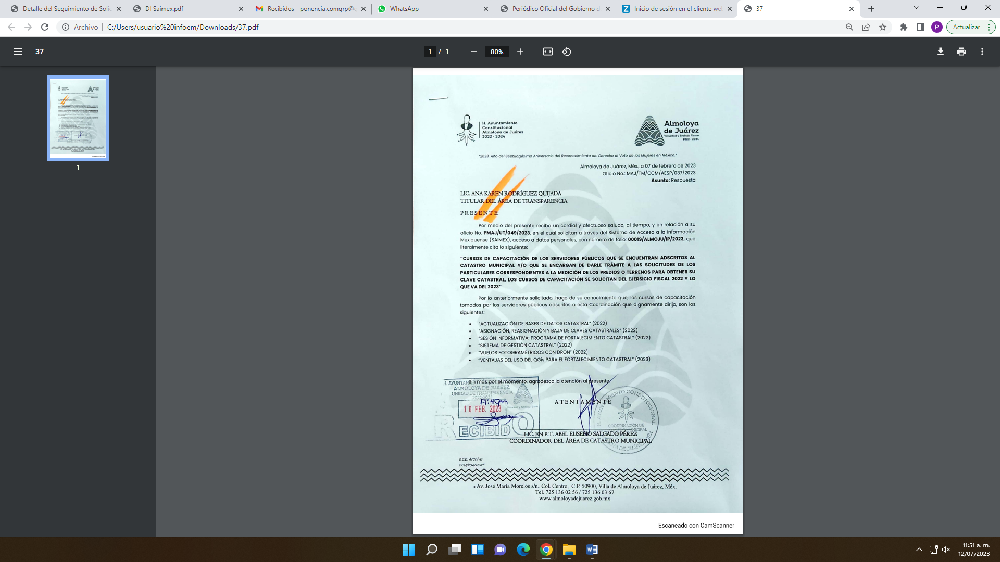 Detalle del Seguimiento de Solic
DI Saimex.pdf
Recibidos - ponencia.comgrp@g
WhatsApp
Periódico Oficial del Gobierno d
Inicio de sesión en el cliente wel
37
Archivo
C:/Users/usuario%20infoem/Downloads/37.pdf
P
Actualizar
37
1 / 1
80%
1
H. Ayuntamiento
Constitucional
Almoloya de Juárez
2022 - 2024
Almoloya
de Juárez
Voluntad y Trabajo Firme
2022 - 2024
"2023. Año del Septuagésimo Aniversario del Reconocimiento del Derecho al Voto de las Mujeres en México."
Almoloya de Juárez, Méx., a 07 de febrero de 2023
Oficio No.: MAJ/TM/CCM/AESP/037/2023
Asunto: Respuesta
LIC. ANA KAREN RODRÍGUEZ QUIJADA
TITULAR DEL ÁREA DE TRANSPARENCIA
P R E S E N T E:
Por medio del presente reciba un cordial y afectuoso saludo, al tiempo, y en relación a su
oficio No. PMAJ/UT/049/2023, en el cual solicitan a través del Sistema de Acceso a la Información
Mexiquense (SAIMEX), acceso a datos personales, con número de folio: 00019/ALMOJU/IP/2023, que
literalmente cita lo siguiente:
"CURSOS DE CAPACITACIÓN DE LOS SERVIDORES PÚBLICOS QUE SE ENCUENTRAN ADSCRITOS AL
CATASTRO MUNICIPAL Y/O QUE SE ENCARGAN DE DARLE TRÁMITE A LAS SOLICITUDES DE LOS
PARTICULARES CORRESPONDIENTES A LA MEDICIÓN DE LOS PREDIOS O TERRENOS PARA OBTENER SU
CLAVE CATASTRAL, LOS CURSOS DE CAPACITACIÓN SE SOLICITAN DEL EJERSICIO FISCAL 2022 Y LO
QUE VA DEL 2023"
Por lo anteriormente solicitado, hago de su conocimiento que, los cursos de capacitación
tomados por los servidores públicos adscritos a esta Coordinación que dignamente dirijo, son los
siguientes:
• "ACTUALIZACIÓN DE BASES DE DATOS CATASTRAL" (2022)
• "ASIGNACIÓN, REASIGNACIÓN Y BAJA DE CLAVES CATASTRALES" (2022)
• "SESIÓN INFORMATIVA: PROGRAMA DE FORTALECIMIENTO CATASTRAL" (2022)
• "SISTEMA DE GESTIÓN CATASTRAL" (2022)
• "VUELOS FOTOGRAMÉTRICOS CON DRON" (2022)
• "VENTAJAS DEL USO DEL QGis PARA EL FORTALECIMIENTO CATASTRAL" (2023)
Sin más por el momento, agradezco la atención al presente.
H. AYUNTAM
ALMOLOYA DE JUÁREZ.
UNIDAD DE TRANSPARENCIA
10 FEB. 2023
RECIBIDO
A T E N T A M E N T E
H. AYUNTAMIENTO CONSTITUCIONAL
COORDINACIÓN DE
LIC. EN P.T. ABEL EUSEBIO SALGADO PÉREZ
COORDINADOR DEL ÁREA DE CATASTRO MUNICIPAL
c.c.p. Archivo
CCM/PGA/AESP*
• Av. José María Morelos s/n. Col. Centro, C.P. 50900, Villa de Almoloya de Juárez, Méx.
Tel. 725 136 02 56 / 725 136 03 67
www.almoloyadejuarez.gob.mx
Escaneado con CamScanner
11:51 a. m.
12/07/2023